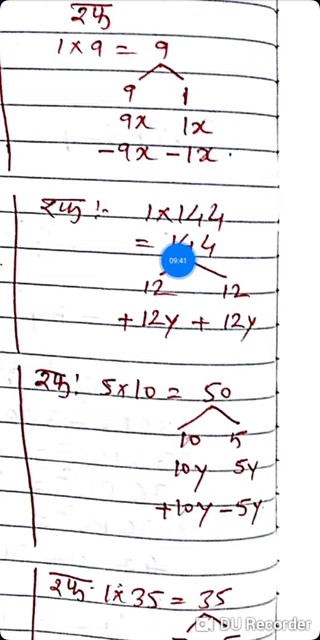 रफ
1 x 9 = 9
9 1
9x 1x
-9x -1x.
रफ :- 1 x 144
= 144
09:41
12 12
+12y + 12y
रफ : 5 x 10 = 50
10 5
10y 5y
+10y - 5y
रफ : 1 x 35 = 35
DU Recorder